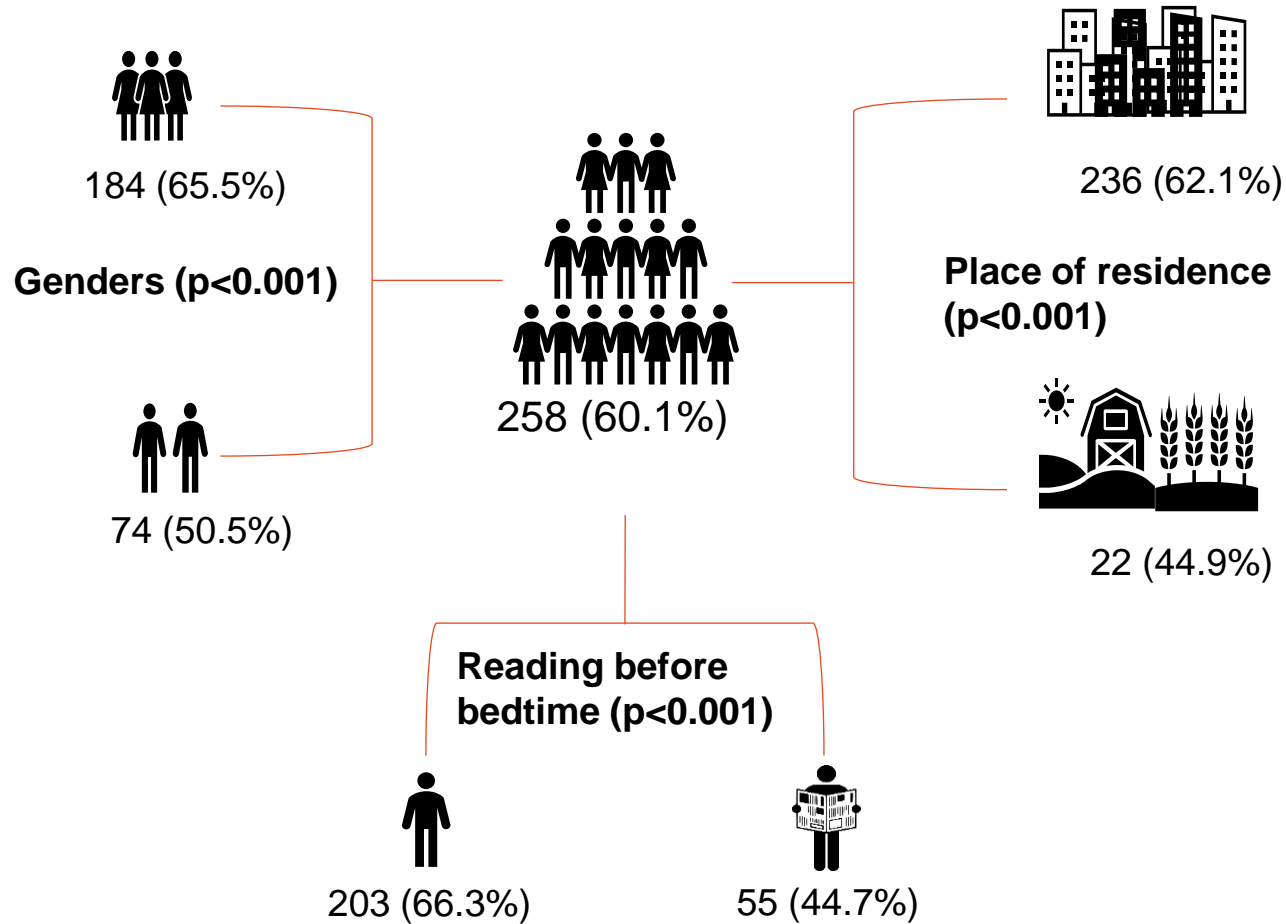 184 (65.5%)
Genders (p<0.001)
74 (50.5%)
258 (60.1%)
236 (62.1%)
Place of residence
(p<0.001)
22 (44.9%)
Reading before
bedtime (p<0.001)
203 (66.3%)
55 (44.7%)